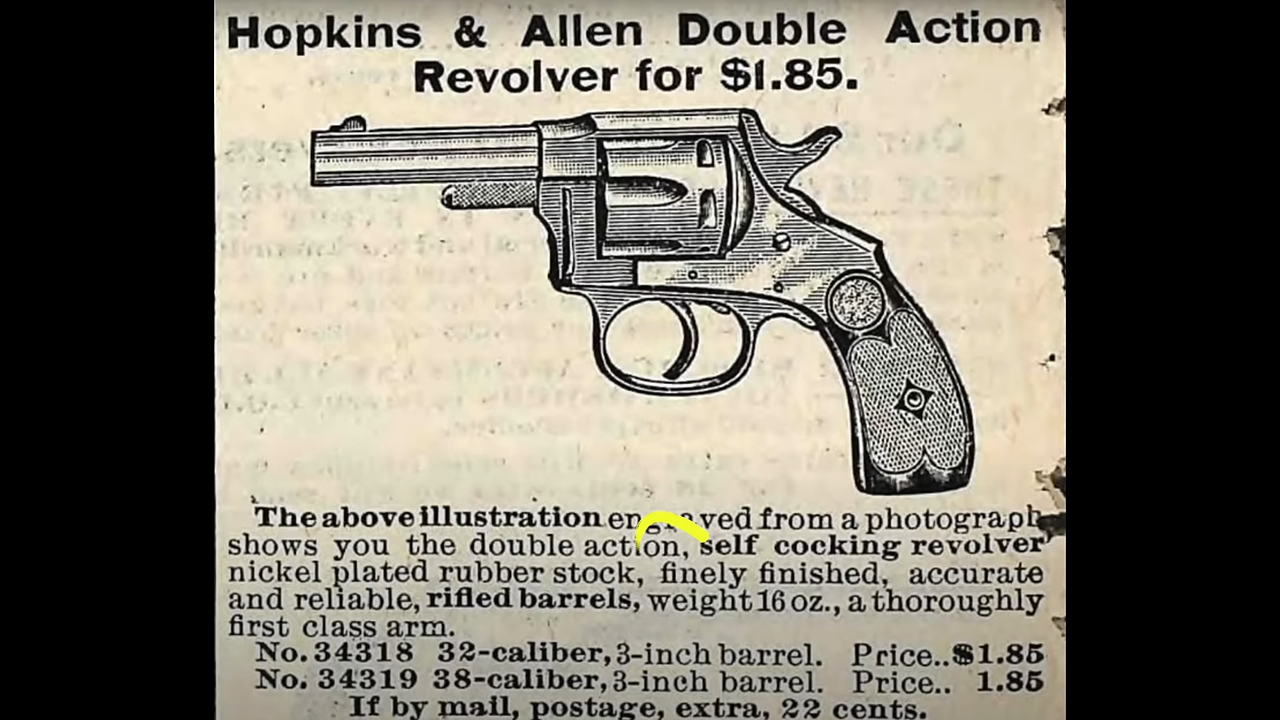 Hopkins & Allen Double Action
Revolver for $1.85.
The above illustration engraved from a photograph
shows you the double action, self cocking revolver
nickel plated rubber stock, finely finished, accurate
and reliable, rifled barrels, weight 16 oz., a thoroughly
first class arm.
No. 34318 32-caliber, 3-inch barrel. Price..$1.85
No. 34319 38-caliber, 3-inch barrel. Price.. 1.85
If by mail, postage, extra, 22 cents.